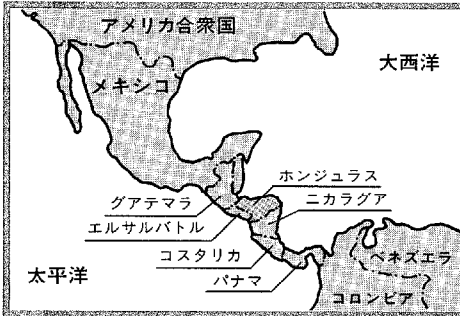 アメリカ合衆国
大西洋
メキシコ
ホンジュラス
グアテマラ
ニカラグア
エルサルバトル
コスタリカ
ベネズエラ
太平洋
パナマ
コロンビア